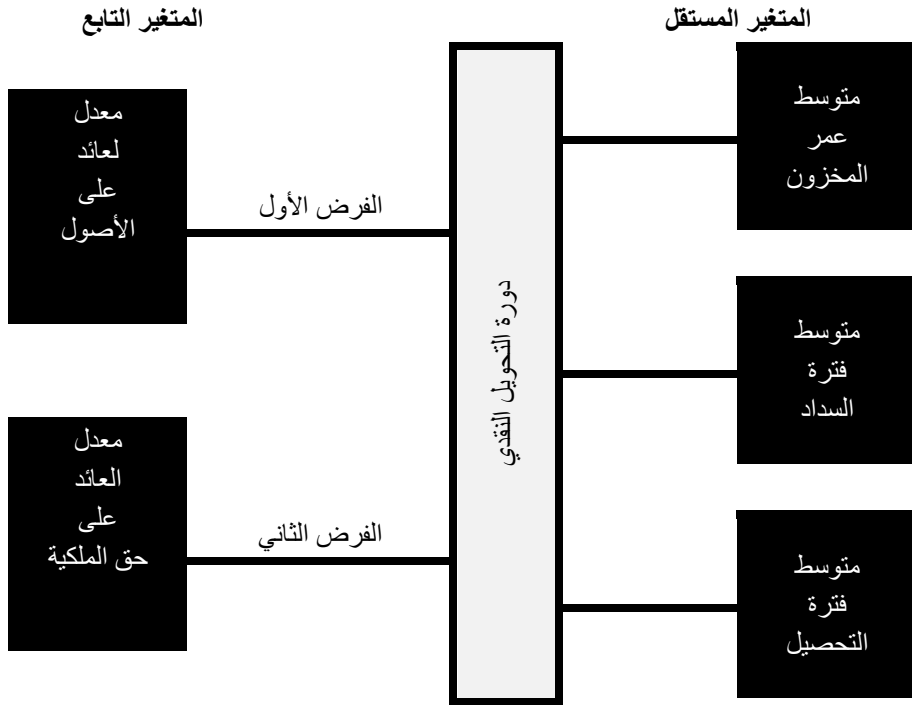 المتغير المستقل
المتغير التابع
متوسط
عمر
المخزون
متوسط
فترة
السداد
متوسط
فترة
التحصيل
دورة التحويل النقدي
الفرض الأول
الفرض الثاني
معدل
لعائد
على
الأصول
معدل
العائد
على
حق الملكية